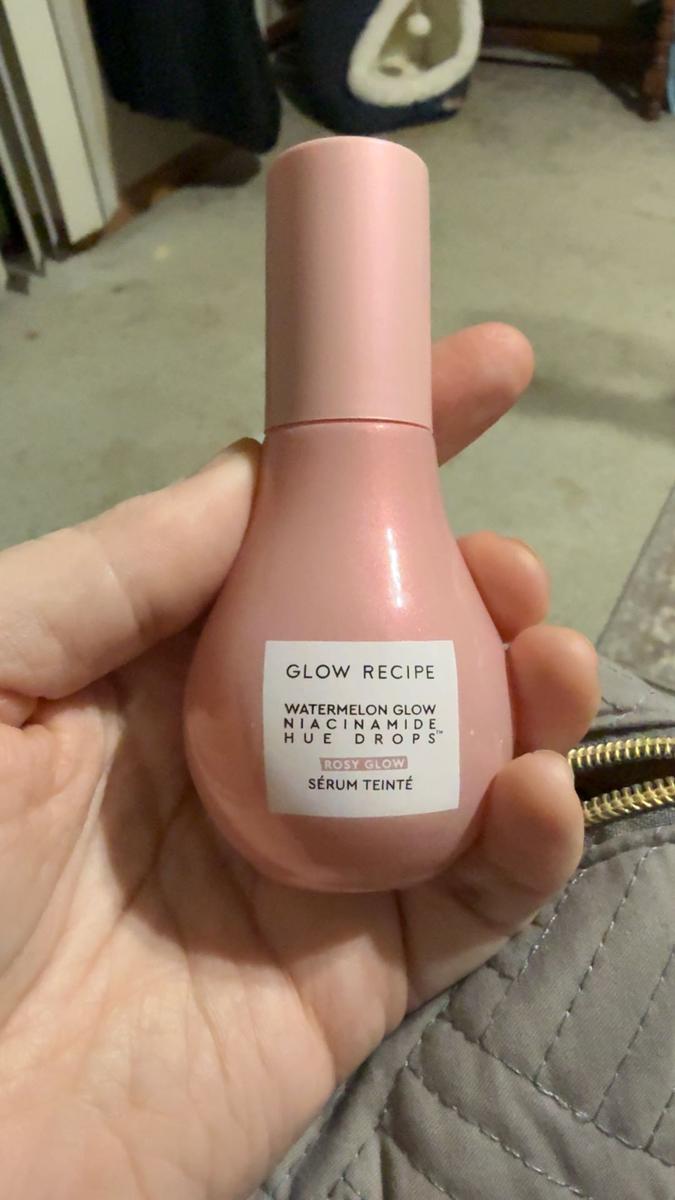 GLOW RECIPE
WATERMELON GLOW
NIACINAMIDE
HUE DROPS™
ROSY GLOW
SÉRUM TEINTÉ